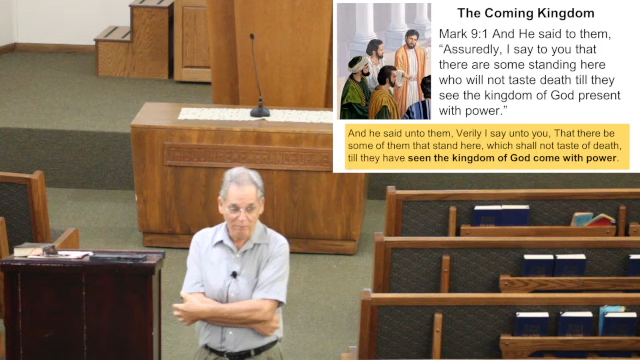 The Coming Kingdom
Mark 9:1 And He said to them,
“Assuredly, I say to you that
there are some standing here
who will not taste death till they
see the kingdom of God present
with power.”
And he said unto them, Verily I say unto you, That there be
some of them that stand here, which shall not taste of death,
till they have seen the kingdom of God come with power.